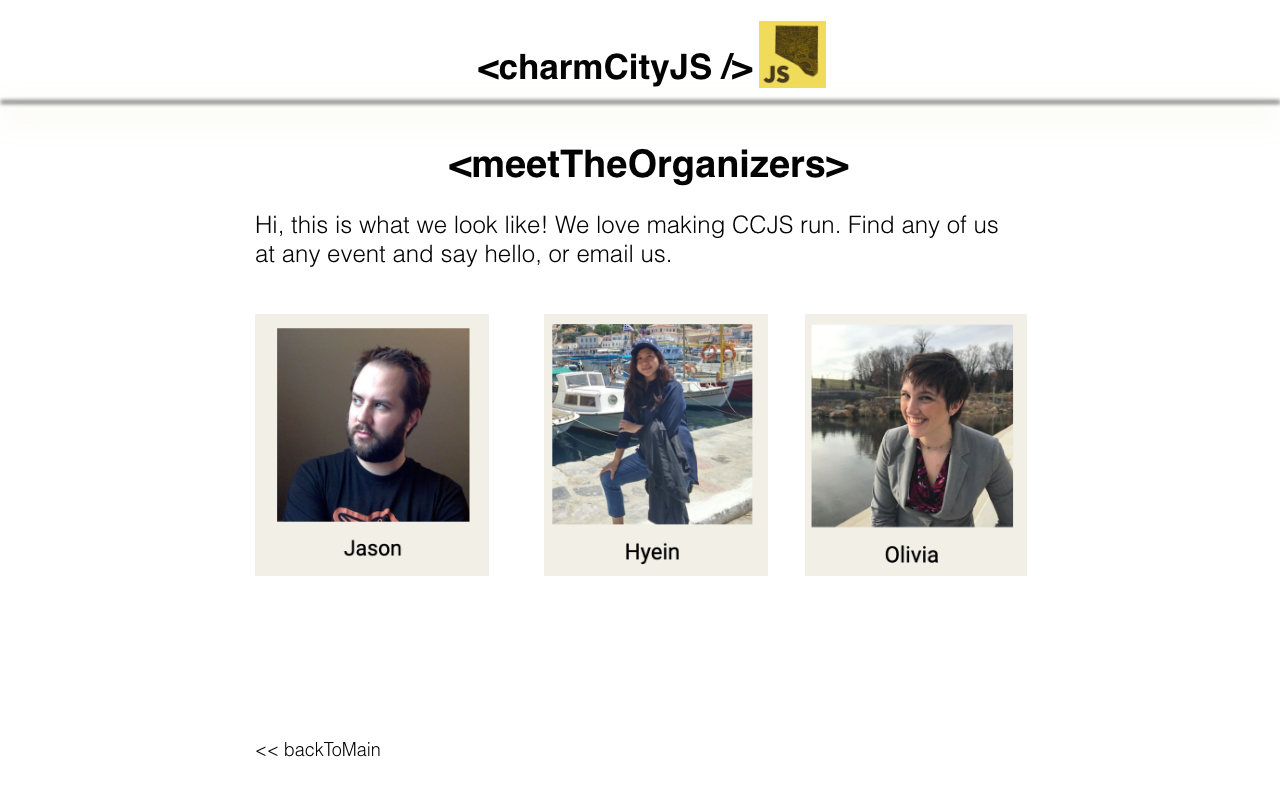 <charmCityJS />
JS
<meetTheOrganizers>
Hi, this is what we look like! We love making CCJS run. Find any of us
at any event and say hello, or email us.
Jason
Hyein
Olivia
<< backToMain